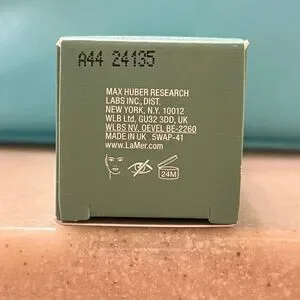 A44 24135
MAX HUBER RESEARCH
LABS INC., DIST.
NEW YORK, N.Y. 10012
WLB Ltd, GU32 3DD, UK
WLBS NV. OEVEL BE-2260
MADE IN UK 5WAP-41
www.LaMer.com
24M